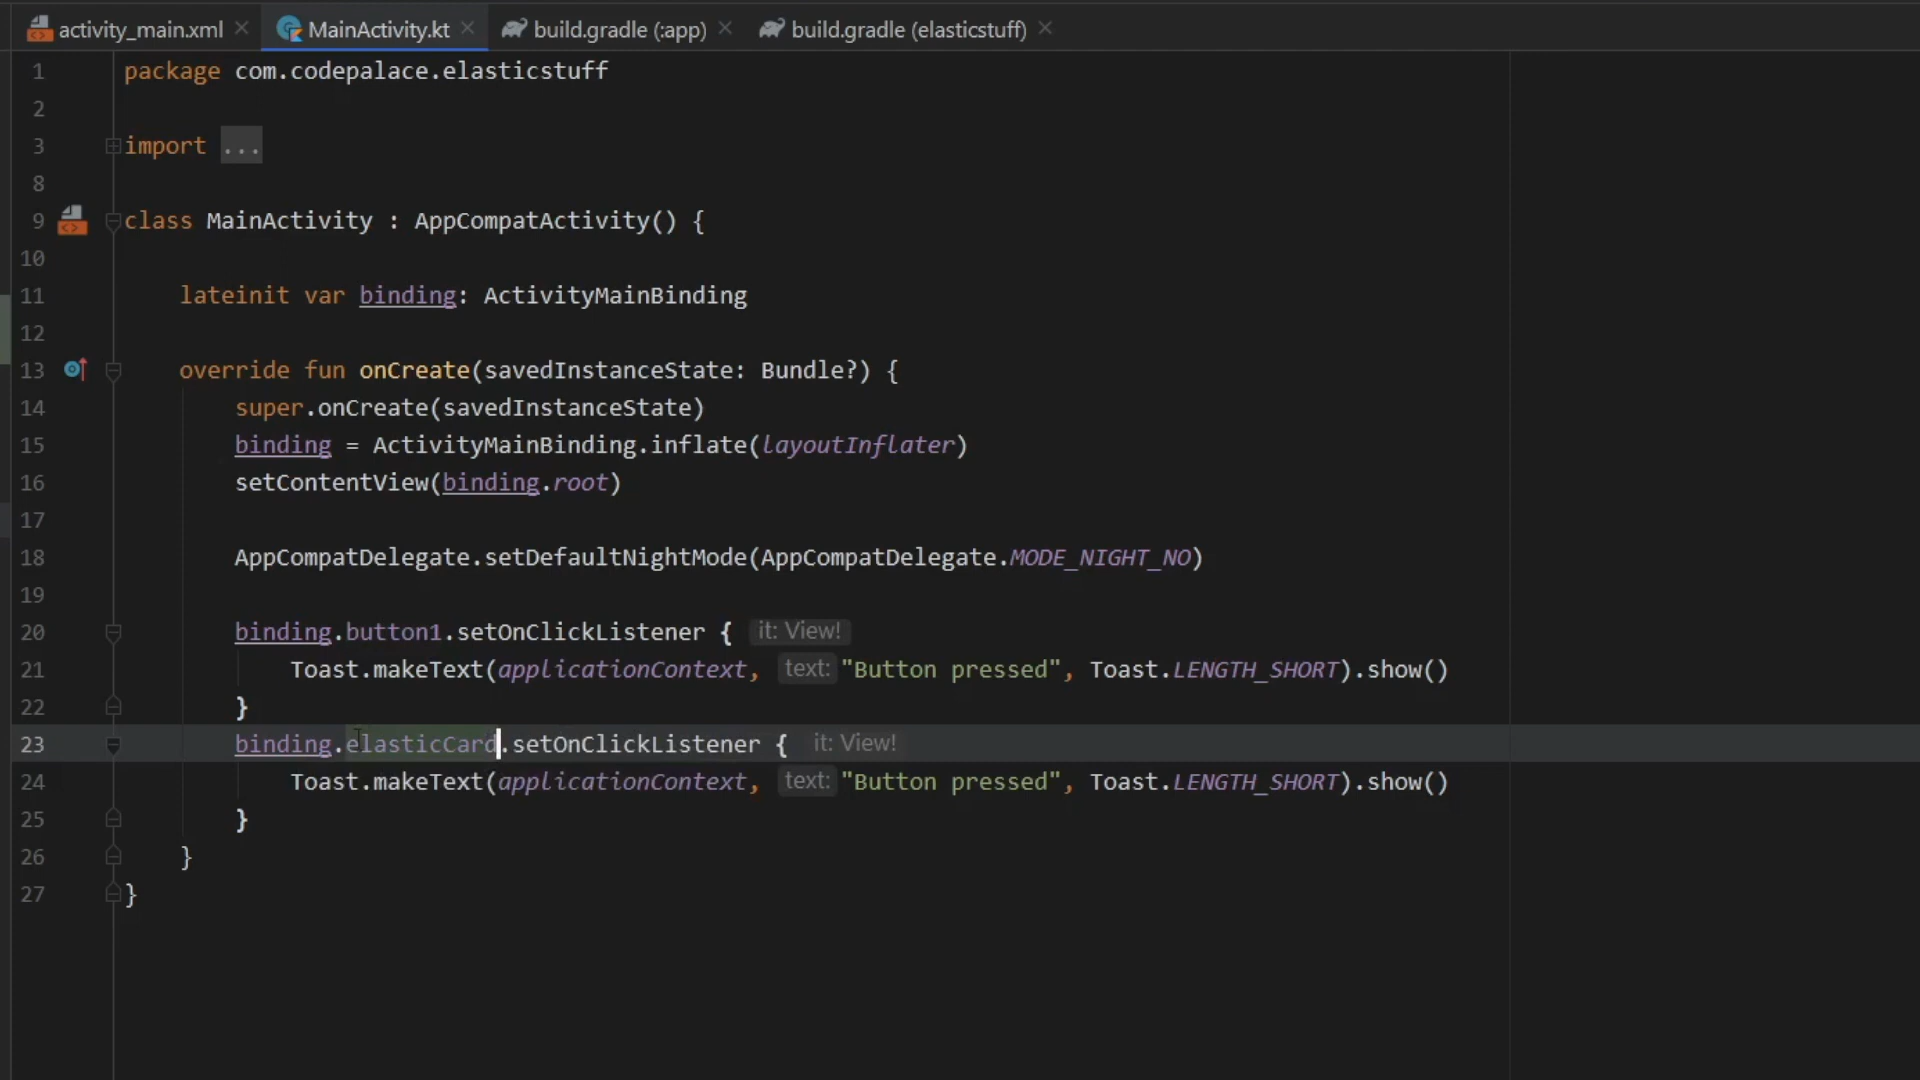 activity_main.xml MainActivity.kt build.gradle (:app) build.gradle (elasticstuff)
1 package com.codepalace.elasticstuff
2
3 import ...
8
9 class MainActivity : AppCompatActivity() {
10
11 lateinit var binding: ActivityMainBinding
12
13 override fun onCreate(savedInstanceState: Bundle?) {
14 super.onCreate(savedInstanceState)
15 binding = ActivityMainBinding.inflate(layoutInflater)
16 setContentView(binding.root)
17
18 AppCompatDelegate.setDefaultNightMode(AppCompatDelegate.MODE_NIGHT_NO)
19
20 binding.button1.setOnClickListener { it: View!
21 Toast.makeText(applicationContext, text: "Button pressed", Toast.LENGTH_SHORT).show()
22 }
23 binding.elasticCard.setOnClickListener { it: View!
24 Toast.makeText(applicationContext, text: "Button pressed", Toast.LENGTH_SHORT).show()
25 }
26 }
27 }